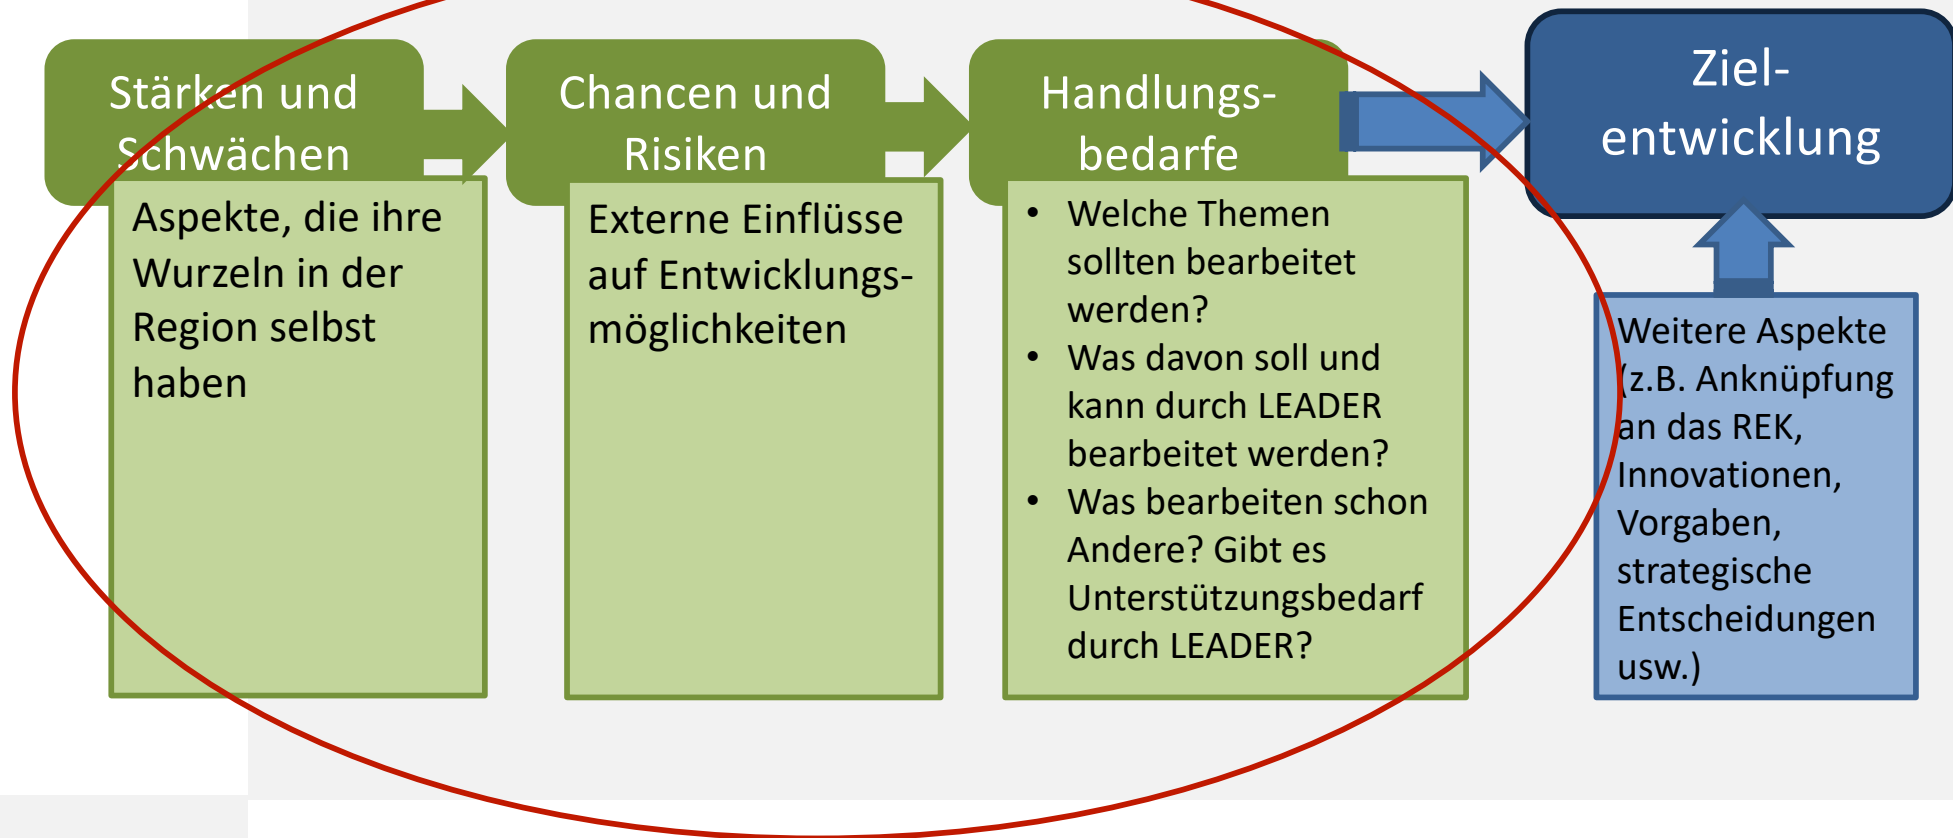 Stärken und
Schwächen
Aspekte, die ihre
Wurzeln in der
Region selbst
haben
Chancen und
Risiken
Externe Einflüsse
auf Entwicklungs-
möglichkeiten
Handlungs-
bedarfe
• Welche Themen
sollten bearbeitet
werden?
• Was davon soll und
kann durch LEADER
bearbeitet werden?
• Was bearbeiten schon
Andere? Gibt es
Unterstützungsbedarf
durch LEADER?
Ziel-
entwicklung
Weitere Aspekte
(z.B. Anknüpfung
an das REK,
Innovationen,
Vorgaben,
strategische
Entscheidungen
usw.)